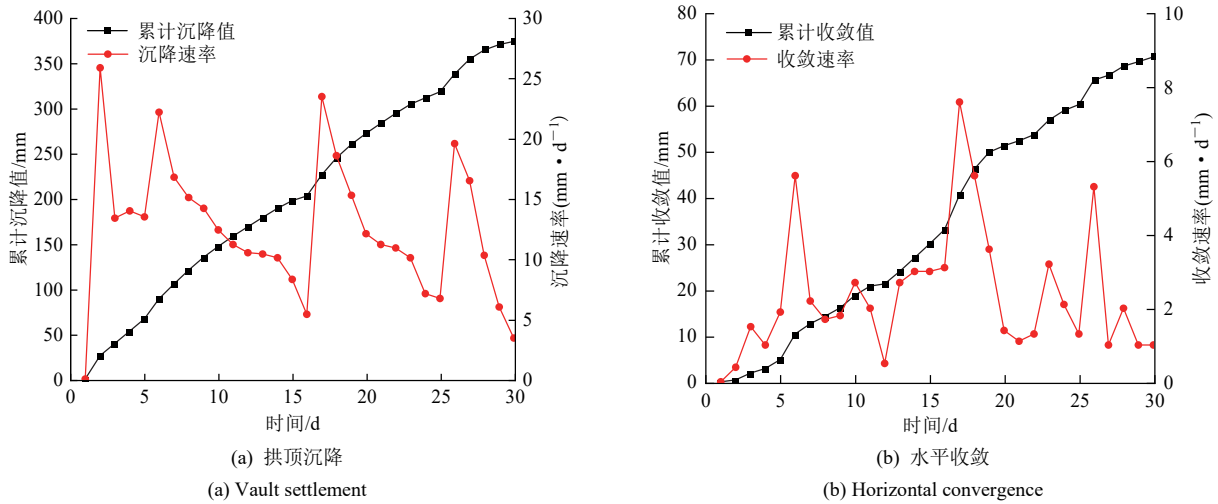 累计沉降值
沉降速率
累计沉降值/mm
400
350
300
250
200
150
100
50
0
30
25
20
15
10
5
0
沉降速率(mm·d⁻¹)
0 5 10 15 20 25 30
时间/d
(a) 拱顶沉降
(a) Vault settlement
累计收敛值
收敛速率
累计收敛值/mm
80
70
60
50
40
30
20
10
0
10
8
6
4
2
0
收敛速率(mm·d⁻¹)
0 5 10 15 20 25 30
时间/d
(b) 水平收敛
(b) Horizontal convergence